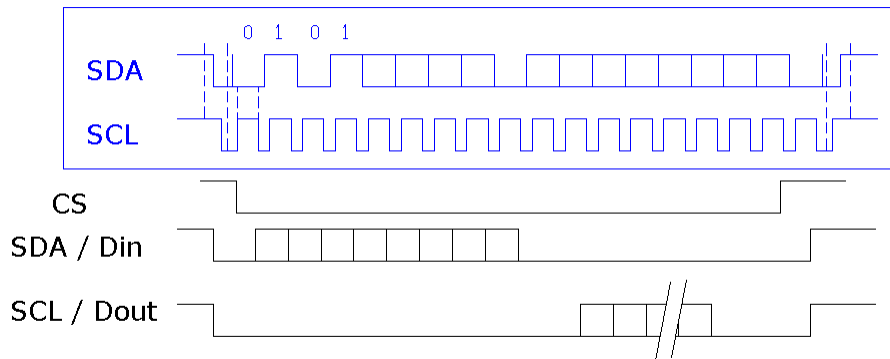 0 1 0 1
SDA
SCL
CS
SDA / Din
SCL / Dout